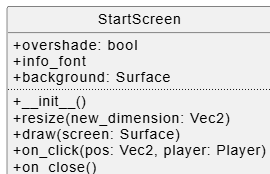 StartScreen
+overshade: bool
+info_font
+background: Surface
+__init__()
+resize(new_dimension: Vec2)
+draw(screen: Surface)
+on_click(pos: Vec2, player: Player)
+on_close()